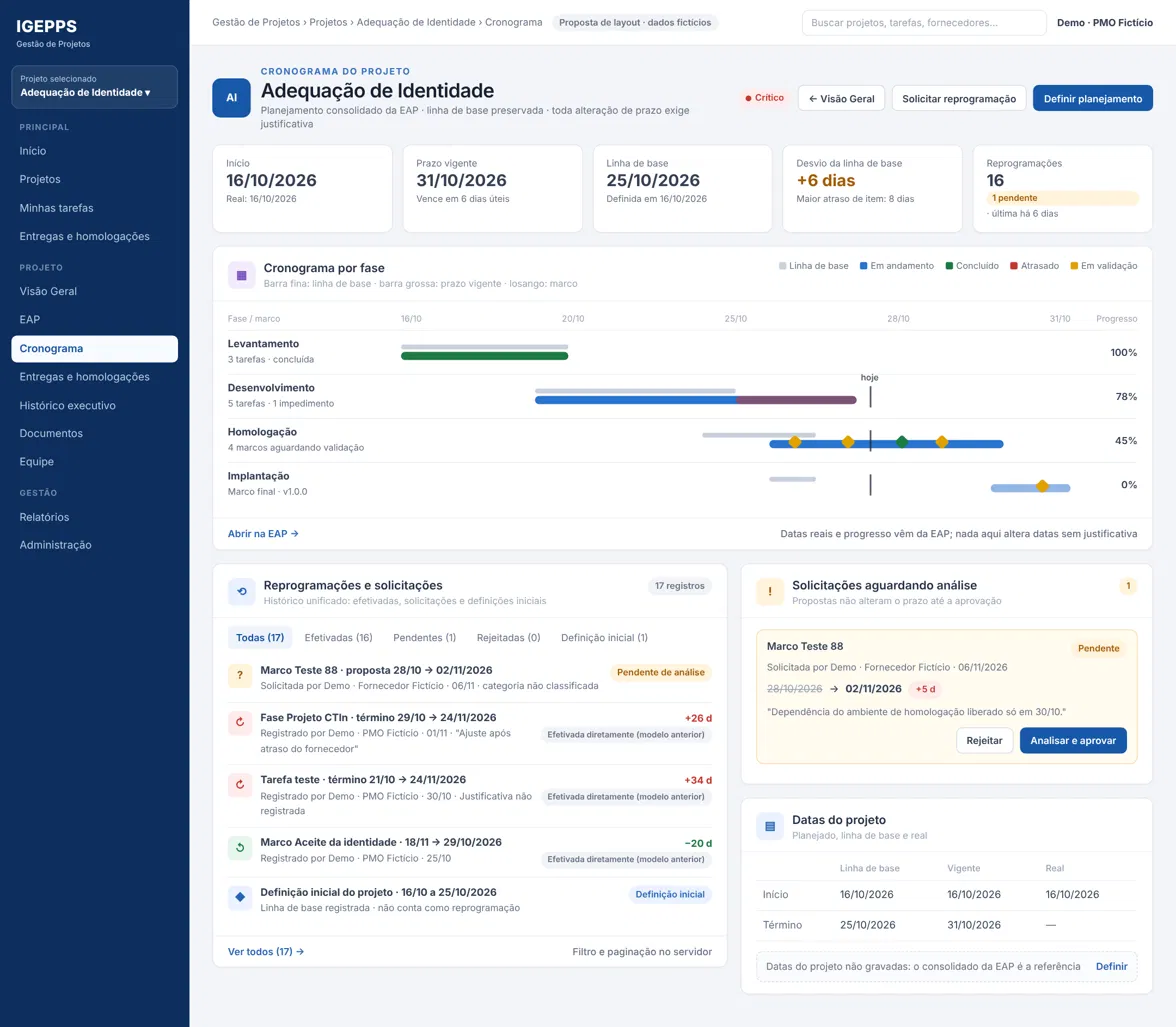 IGEPPS
Gestão de Projetos
Projeto selecionado
Adequação de Identidade ▾
PRINCIPAL
Início
Projetos
Minhas tarefas
Entregas e homologações
PROJETO
Visão Geral
EAP
Cronograma
Entregas e homologações
Histórico executivo
Documentos
Equipe
GESTÃO
Relatórios
Administração
Gestão de Projetos › Projetos › Adequação de Identidade › Cronograma
Proposta de layout · dados fictícios
Buscar projetos, tarefas, fornecedores...
Demo · PMO Fictício
AI
CRONOGRAMA DO PROJETO
Adequação de Identidade
Planejamento consolidado da EAP · linha de base preservada · toda alteração de prazo exige
justificativa
Crítico
← Visão Geral
Solicitar reprogramação
Definir planejamento
Início
16/10/2026
Real: 16/10/2026
Prazo vigente
31/10/2026
Vence em 6 dias úteis
Linha de base
25/10/2026
Definida em 16/10/2026
Desvio da linha de base
+6 dias
Maior atraso de item: 8 dias
Reprogramações
16
1 pendente
· última há 6 dias
Cronograma por fase
Barra fina: linha de base · barra grossa: prazo vigente · losango: marco
Linha de base
Em andamento
Concluído
Atrasado
Em validação
Fase / marco
16/10
20/10
25/10
28/10
31/10
Progresso
Levantamento
3 tarefas · concluída
100%
Desenvolvimento
5 tarefas · 1 impedimento
hoje
78%
Homologação
4 marcos aguardando validação
45%
Implantação
Marco final · v1.0.0
0%
Abrir na EAP →
Datas reais e progresso vêm da EAP; nada aqui altera datas sem justificativa
Reprogramações e solicitações
Histórico unificado: efetivadas, solicitações e definições iniciais
17 registros
Todas (17)
Efetivadas (16)
Pendentes (1)
Rejeitadas (0)
Definição inicial (1)
?
Marco Teste 88 · proposta 28/10 → 02/11/2026
Solicitada por Demo · Fornecedor Fictício · 06/11 · categoria não classificada
Pendente de análise
Fase Projeto CTIn · término 29/10 → 24/11/2026
Registrado por Demo · PMO Fictício · 01/11 · "Ajuste após
atraso do fornecedor"
+26 d
Efetivada diretamente (modelo anterior)
Tarefa teste · término 21/10 → 24/11/2026
Registrado por Demo · PMO Fictício · 30/10 · Justificativa não
registrada
+34 d
Efetivada diretamente (modelo anterior)
Marco Aceite da identidade · 18/11 → 29/10/2026
Registrado por Demo · PMO Fictício · 25/10
−20 d
Efetivada diretamente (modelo anterior)
Definição inicial do projeto · 16/10 a 25/10/2026
Linha de base registrada · não conta como reprogramação
Definição inicial
Ver todos (17) →
Filtro e paginação no servidor
!
Solicitações aguardando análise
Propostas não alteram o prazo até a aprovação
1
Marco Teste 88
Pendente
Solicitada por Demo · Fornecedor Fictício · 06/11/2026
28/10/2026 → 02/11/2026 +5 d
"Dependência do ambiente de homologação liberado só em 30/10."
Rejeitar
Analisar e aprovar
Datas do projeto
Planejado, linha de base e real
Linha de base
Vigente
Real
Início
16/10/2026
16/10/2026
16/10/2026
Término
25/10/2026
31/10/2026
—
Datas do projeto não gravadas: o consolidado da EAP é a referência
Definir